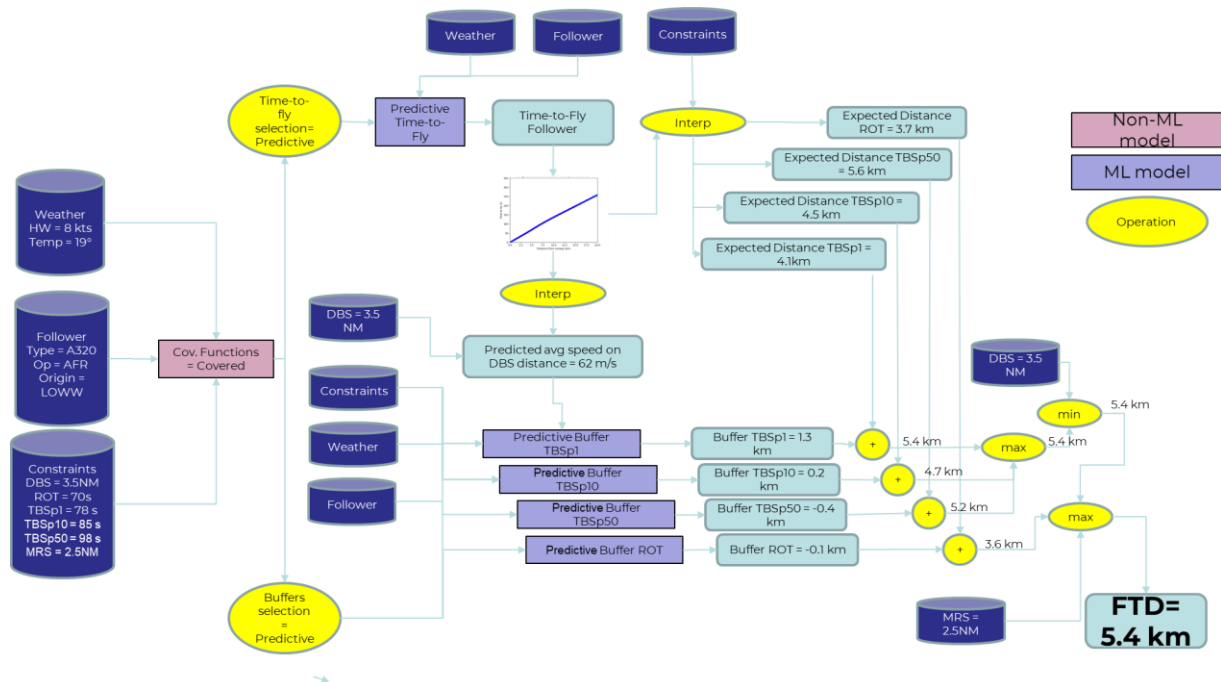 Weather
Follower
Constraints
Time-to-
fly
selection=
Predictive
Predictive
Time-to-
Fly
Time-to-Fly
Follower
Interp
Expected Distance
ROT = 3.7 km
Expected Distance TBSp50
= 5.6 km
Expected Distance TBSp10 =
4.5 km
Expected Distance TBSp1 =
4.1km
Non-ML
model
ML model
Operation
Weather
HW = 8 kts
Temp = 19°
Follower
Type = A320
Op = AFR
Origin =
LOWW
Constraints
DBS = 3.5NM
ROT = 70s
TBSp1 = 78 s
TBSp10 = 85 s
TBSp50 = 98 s
MRS = 2.5NM
Cov. Functions
= Covered
Interp
DBS = 3.5
NM
Predicted avg speed on
DBS distance = 62 m/s
Constraints
Weather
Follower
Predictive Buffer
TBSp1
Buffer TBSp1 = 1.3
km
+
5.4 km
Predictive Buffer
TBSp10
Buffer TBSp10 = 0.2
km
+
4.7 km
Predictive Buffer
TBSp50
Buffer TBSp50 = -0.4
km
+
5.2 km
Predictive Buffer ROT
Buffer ROT = -0.1 km
+
3.6 km
DBS = 3.5
NM
min
5.4 km
max
5.4 km
max
MRS =
2.5NM
FTD=
5.4 km
Buffers
selection
=
Predictive